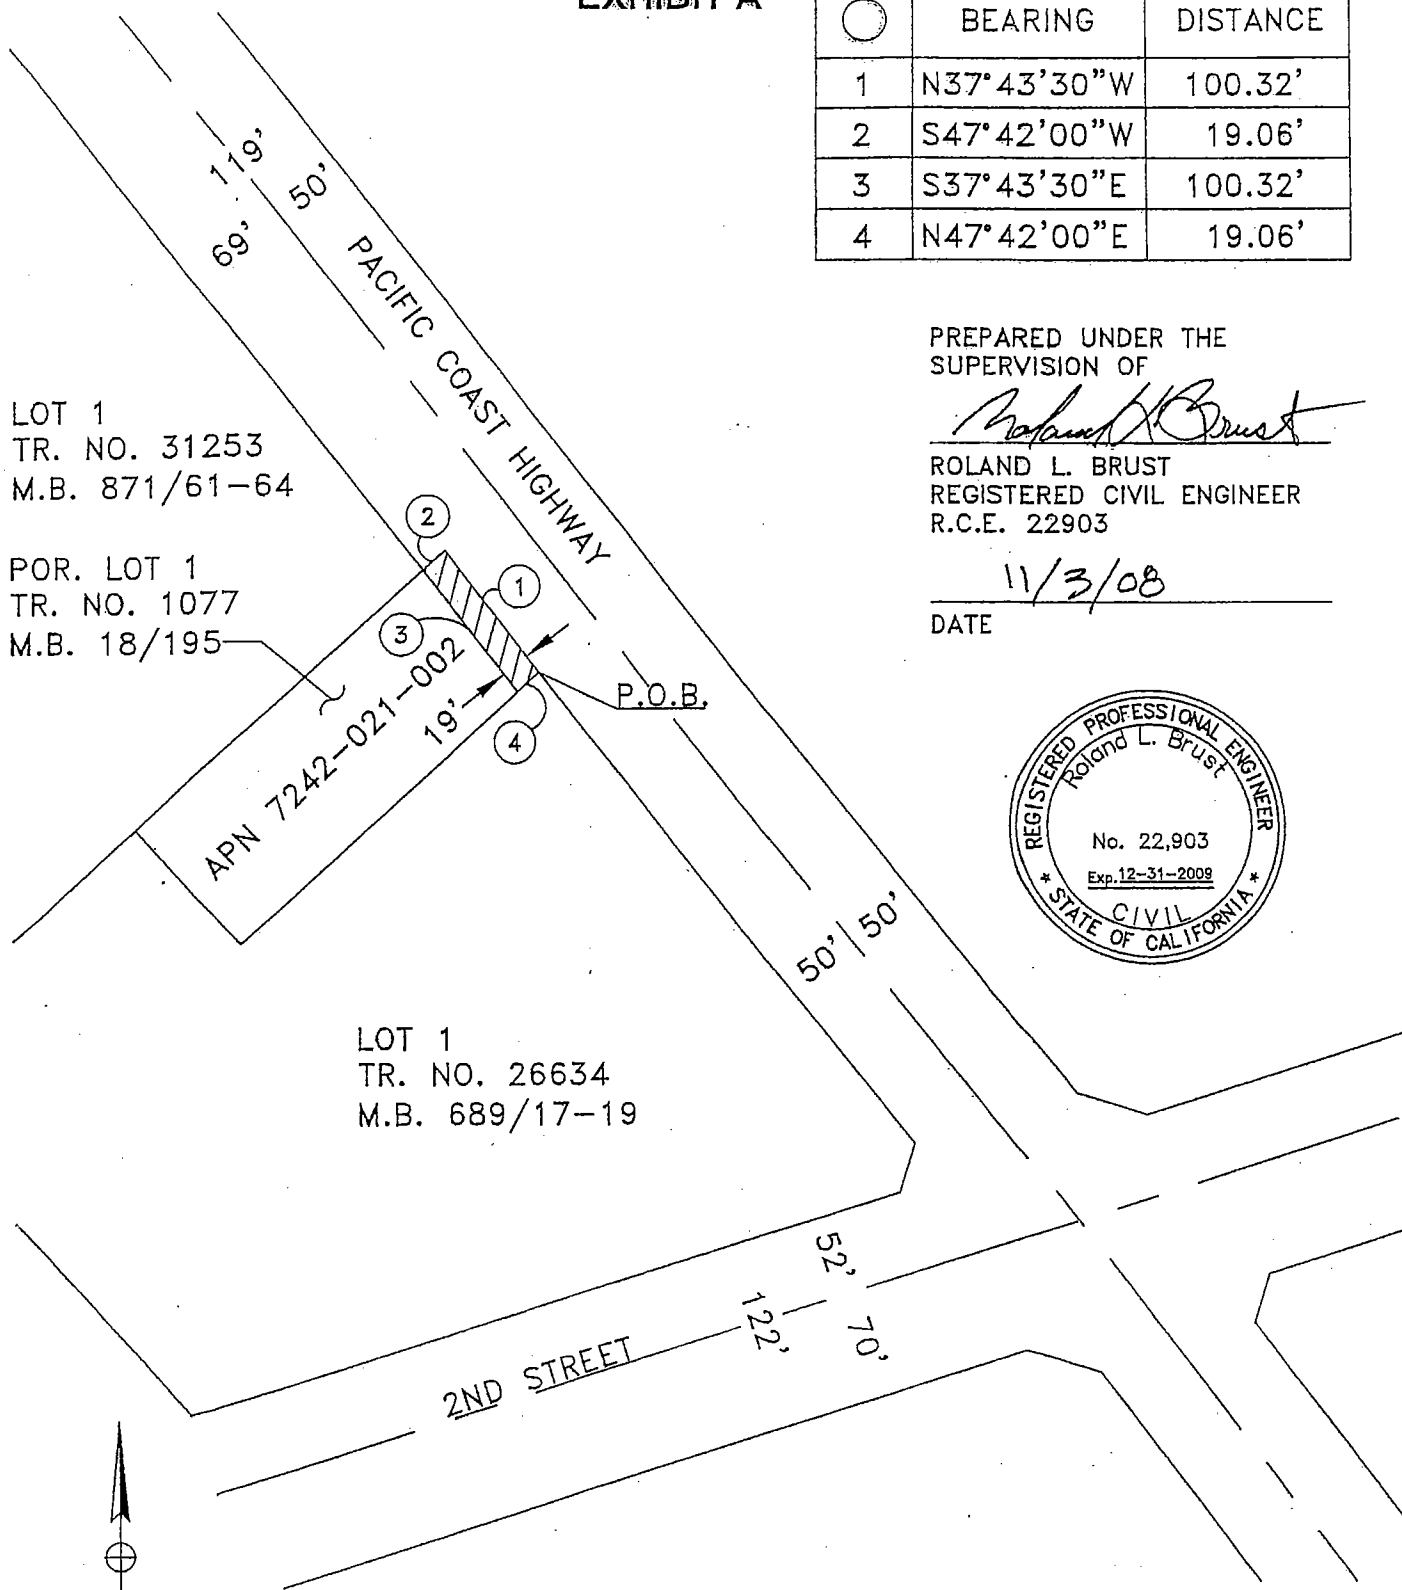 EXHIBIT A
BEARING DISTANCE
1 N37°43'30"W 100.32'
2 S47°42'00"W 19.06'
3 S37°43'30"E 100.32'
4 N47°42'00"E 19.06'
119'
50'
69'
PACIFIC COAST HIGHWAY
PREPARED UNDER THE
SUPERVISION OF
ROLAND L. BRUST
REGISTERED CIVIL ENGINEER
R.C.E. 22903
11/3/08
DATE
LOT 1
TR. NO. 31253
M.B. 871/61-64
POR. LOT 1
TR. NO. 1077
M.B. 18/195
2
1
3
4
APN 7242-021-002
19'
P.O.B.
REGISTERED PROFESSIONAL ENGINEER
Roland L. Brust
No. 22,903
Exp.12-31-2009
CIVIL
* STATE OF CALIFORNIA *
50' 50'
LOT 1
TR. NO. 26634
M.B. 689/17-19
52'
122'
70'
2ND STREET